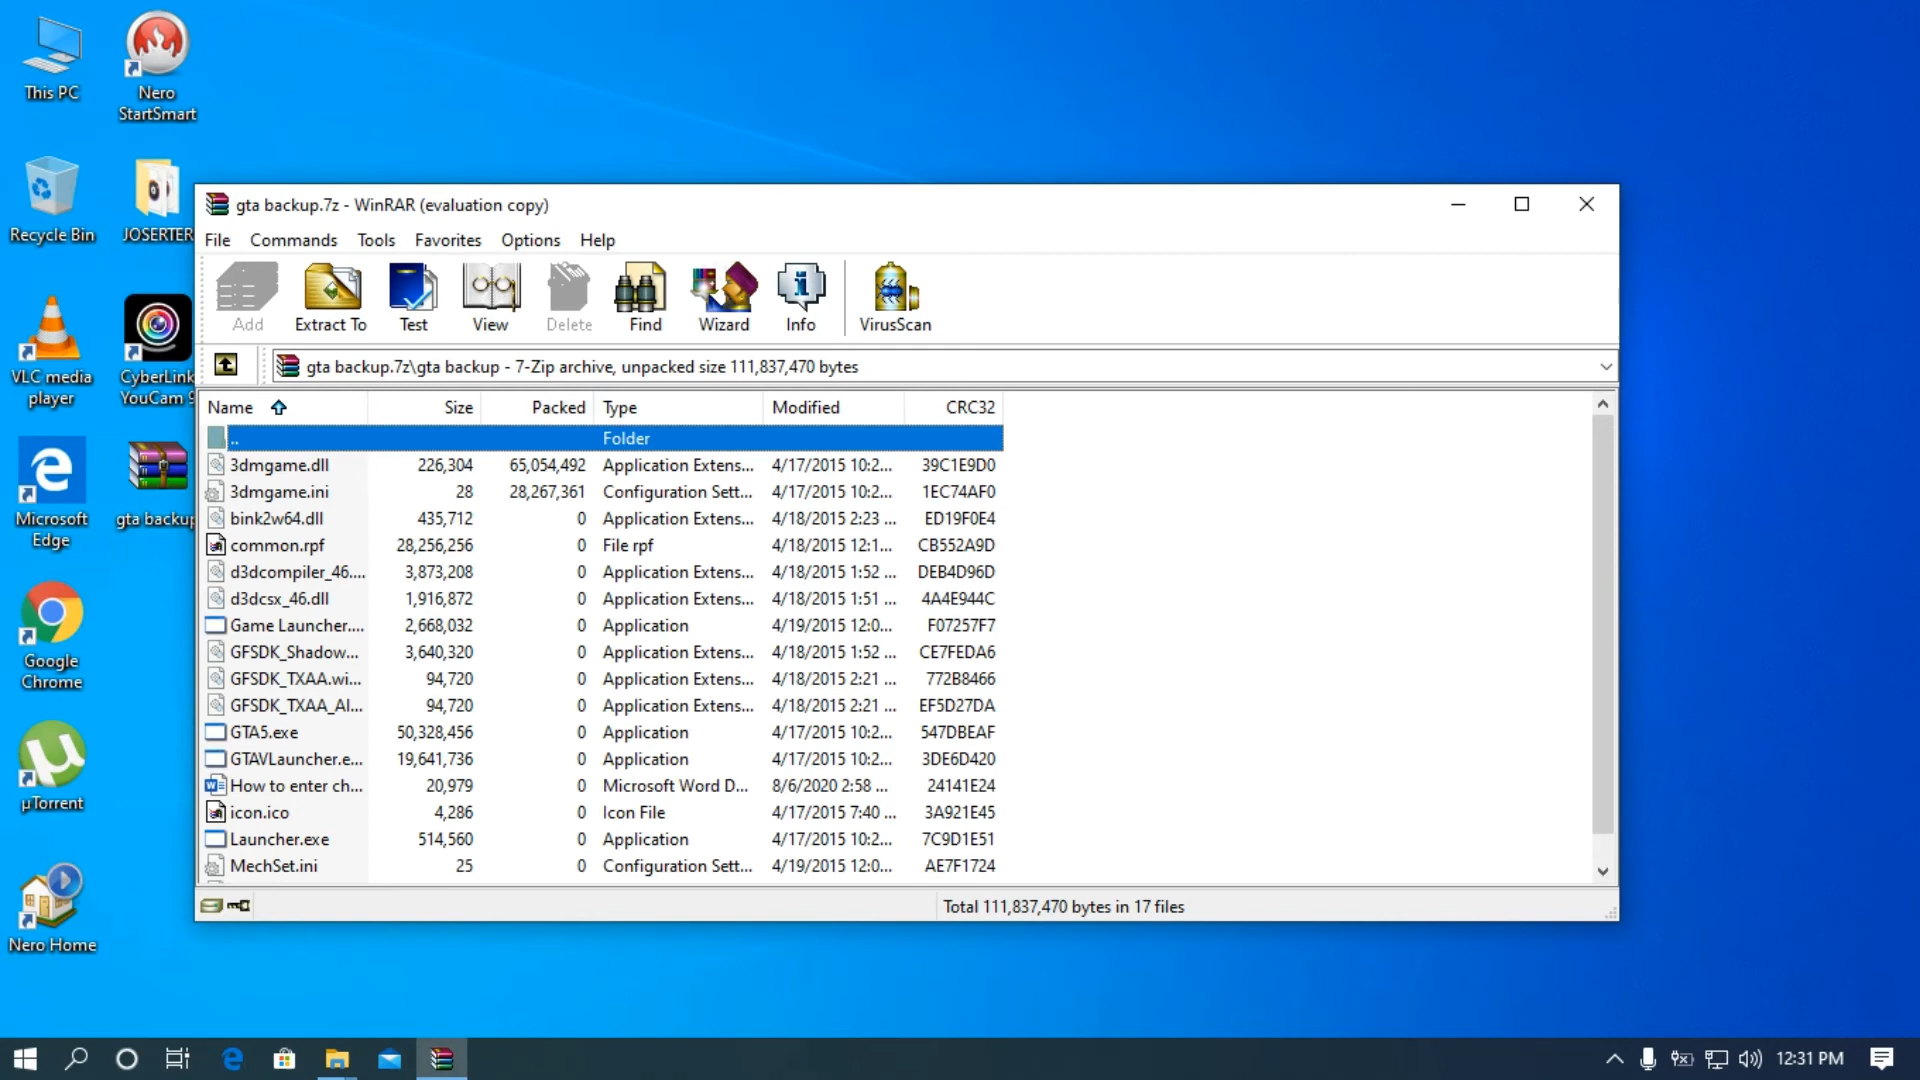 This PC
Nero
StartSmart
Recycle Bin
JOSERTER
VLC media
player
CyberLink
YouCam 9
Microsoft
Edge
gta backup
Google
Chrome
µTorrent
Nero Home
gta backup.7z - WinRAR (evaluation copy)
File Commands Tools Favorites Options Help
Add Extract To Test View Delete Find Wizard Info VirusScan
gta backup.7z\gta backup - 7-Zip archive, unpacked size 111,837,470 bytes
Name Size Packed Type Modified CRC32
.. Folder
3dmgame.dll 226,304 65,054,492 Application Extens... 4/17/2015 10:2... 39C1E9D0
3dmgame.ini 28 28,267,361 Configuration Sett... 4/17/2015 10:2... 1EC74AF0
bink2w64.dll 435,712 0 Application Extens... 4/18/2015 2:23 ... ED19F0E4
common.rpf 28,256,256 0 File rpf 4/18/2015 12:1... CB552A9D
d3dcompiler_46.... 3,873,208 0 Application Extens... 4/18/2015 1:52 ... DEB4D96D
d3dcsx_46.dll 1,916,872 0 Application Extens... 4/18/2015 1:51 ... 4A4E944C
Game Launcher.... 2,668,032 0 Application 4/19/2015 12:0... F07257F7
GFSDK_Shadow... 3,640,320 0 Application Extens... 4/18/2015 1:52 ... CE7FEDA6
GFSDK_TXAA.wi... 94,720 0 Application Extens... 4/18/2015 2:21 ... 772B8466
GFSDK_TXAA_Al... 94,720 0 Application Extens... 4/18/2015 2:21 ... EF5D27DA
GTA5.exe 50,328,456 0 Application 4/17/2015 10:2... 547DBEAF
GTAVLauncher.e... 19,641,736 0 Application 4/17/2015 10:2... 3DE6D420
How to enter ch... 20,979 0 Microsoft Word D... 8/6/2020 2:58 ... 24141E24
icon.ico 4,286 0 Icon File 4/17/2015 7:40 ... 3A921E45
Launcher.exe 514,560 0 Application 4/17/2015 10:2... 7C9D1E51
MechSet.ini 25 0 Configuration Sett... 4/19/2015 12:0... AE7F1724
Total 111,837,470 bytes in 17 files
12:31 PM